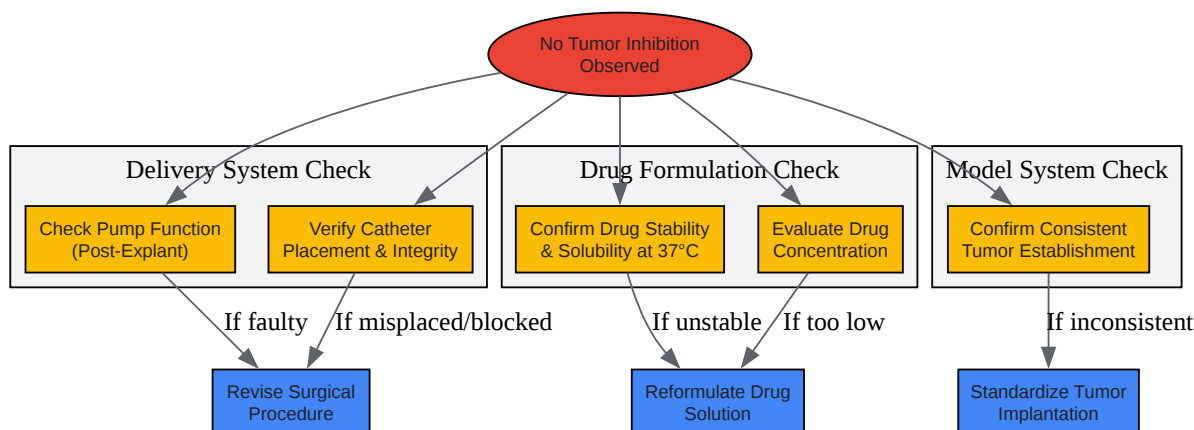 No Tumor Inhibition
Observed
Delivery System Check
Drug Formulation Check
Model System Check
Check Pump Function
(Post-Explant)
Verify Catheter
Placement & Integrity
Confirm Drug Stability
& Solubility at 37°C
Evaluate Drug
Concentration
Confirm Consistent
Tumor Establishment
If faulty
If misplaced/blocked
If unstable
If too low
If inconsistent
Revise Surgical
Procedure
Reformulate Drug
Solution
Standardize Tumor
Implantation